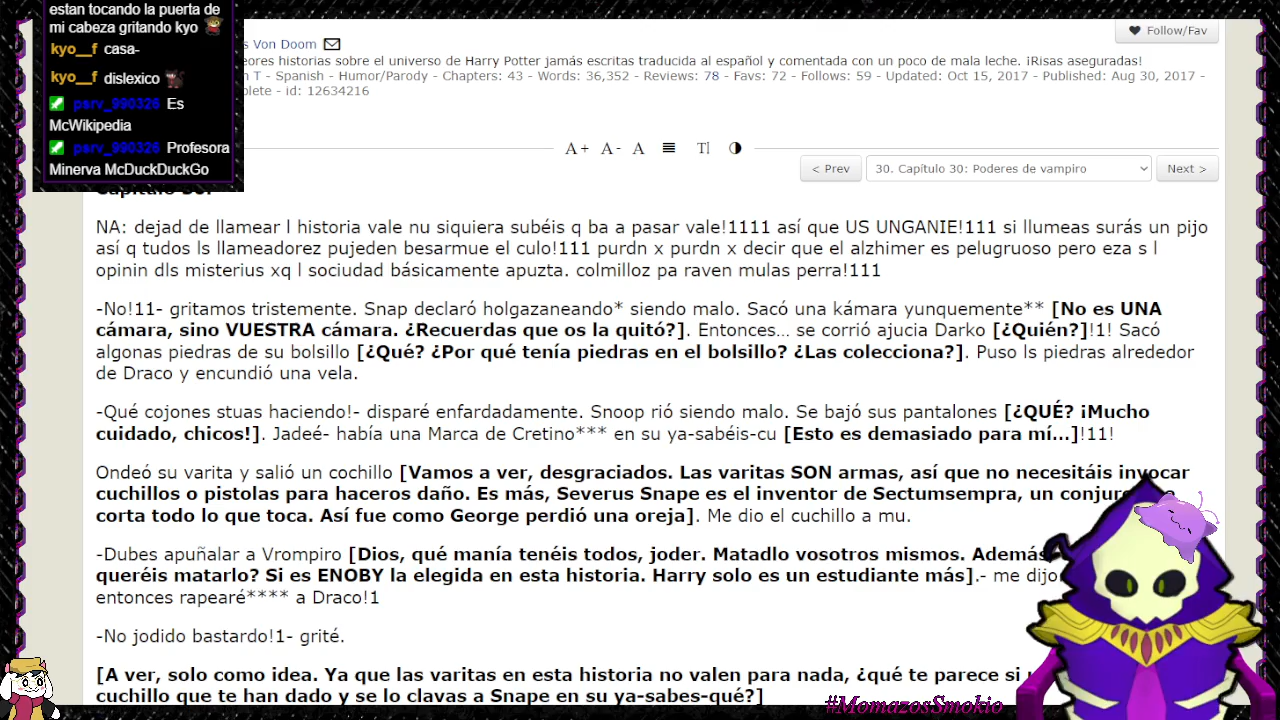 estan tocando la puerta de
mi cabeza gritando kyo
kyo__f casa-
kyo__f dislexico
psrv_990326 Es
McWikipedia
psrv_990326 Profesora
Minerva McDuckDuckGo
s Von Doom
Follow/Fav
eores historias sobre el universo de Harry Potter jamás escritas traducida al español y comentada con un poco de mala leche. ¡Risas aseguradas!
n T - Spanish - Humor/Parody - Chapters: 43 - Words: 36,352 - Reviews: 78 - Favs: 72 - Follows: 59 - Updated: Oct 15, 2017 - Published: Aug 30, 2017 -
plete - id: 12634216
A+ A- A
< Prev 30. Capítulo 30: Poderes de vampiro Next >
NA: dejad de llamear l historia vale nu siquiera subéis q ba a pasar vale!1111 así que US UNGANIE!111 si llumeas surás un pijo
así q tudos ls llameadorez pujeden besarmue el culo!111 purdn x purdn x decir que el alzhimer es pelugruoso pero eza s l
opinin dls misterius xq l sociudad básicamente apuzta. colmilloz pa raven mulas perra!111
-No!11- gritamos tristemente. Snap declaró holgazaneando* siendo malo. Sacó una kámara yunquemente** [No es UNA
cámara, sino VUESTRA cámara. ¿Recuerdas que os la quitó?]. Entonces... se corrió ajucia Darko [¿Quién?]!1! Sacó
algonas piedras de su bolsillo [¿Qué? ¿Por qué tenía piedras en el bolsillo? ¿Las colecciona?]. Puso ls piedras alrededor
de Draco y encundió una vela.
-Qué cojones stuas haciendo!- disparé enfardadamente. Snoop rió siendo malo. Se bajó sus pantalones [¿QUÉ? ¡Mucho
cuidado, chicos!]. Jadeé- había una Marca de Cretino*** en su ya-sabéis-cu [Esto es demasiado para mí...]!11!
Ondeó su varita y salió un cochillo [Vamos a ver, desgraciados. Las varitas SON armas, así que no necesitáis invocar
cuchillos o pistolas para haceros daño. Es más, Severus Snape es el inventor de Sectumsempra, un conjuro
corta todo lo que toca. Así fue como George perdió una oreja]. Me dio el cuchillo a mu.
-Dubes apuñalar a Vrompiro [Dios, qué manía tenéis todos, joder. Matadlo vosotros mismos. Además
queréis matarlo? Si es ENOBY la elegida en esta historia. Harry solo es un estudiante más].- me dijo
entonces rapearé**** a Draco!1
-No jodido bastardo!1- grité.
[A ver, solo como idea. Ya que las varitas en esta historia no valen para nada, ¿qué te parece si
cuchillo que te han dado y se lo clavas a Snape en su ya-sabes-qué?]
#MomazosSmokio